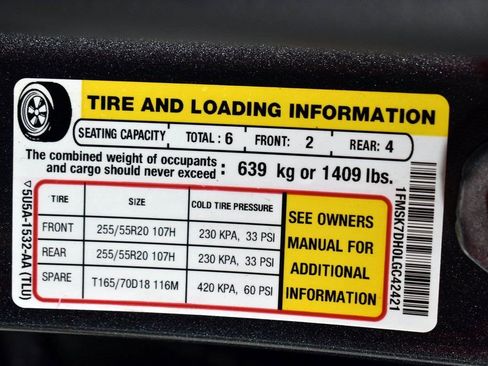 TIRE AND LOADING INFORMATION
SEATING CAPACITY TOTAL : 6 FRONT: 2 REAR: 4
The combined weight of occupants
and cargo should never exceed : 639 kg or 1409 lbs.
TIRE SIZE COLD TIRE PRESSURE
FRONT 255/55R20 107H 230 KPA, 33 PSI
REAR 255/55R20 107H 230 KPA, 33 PSI
SPARE T165/70D18 116M 420 KPA, 60 PSI
SEE OWNERS
MANUAL FOR
ADDITIONAL
INFORMATION
▽5U5A-1532-AA (TLU)
1FMSK7DH0LGC42421